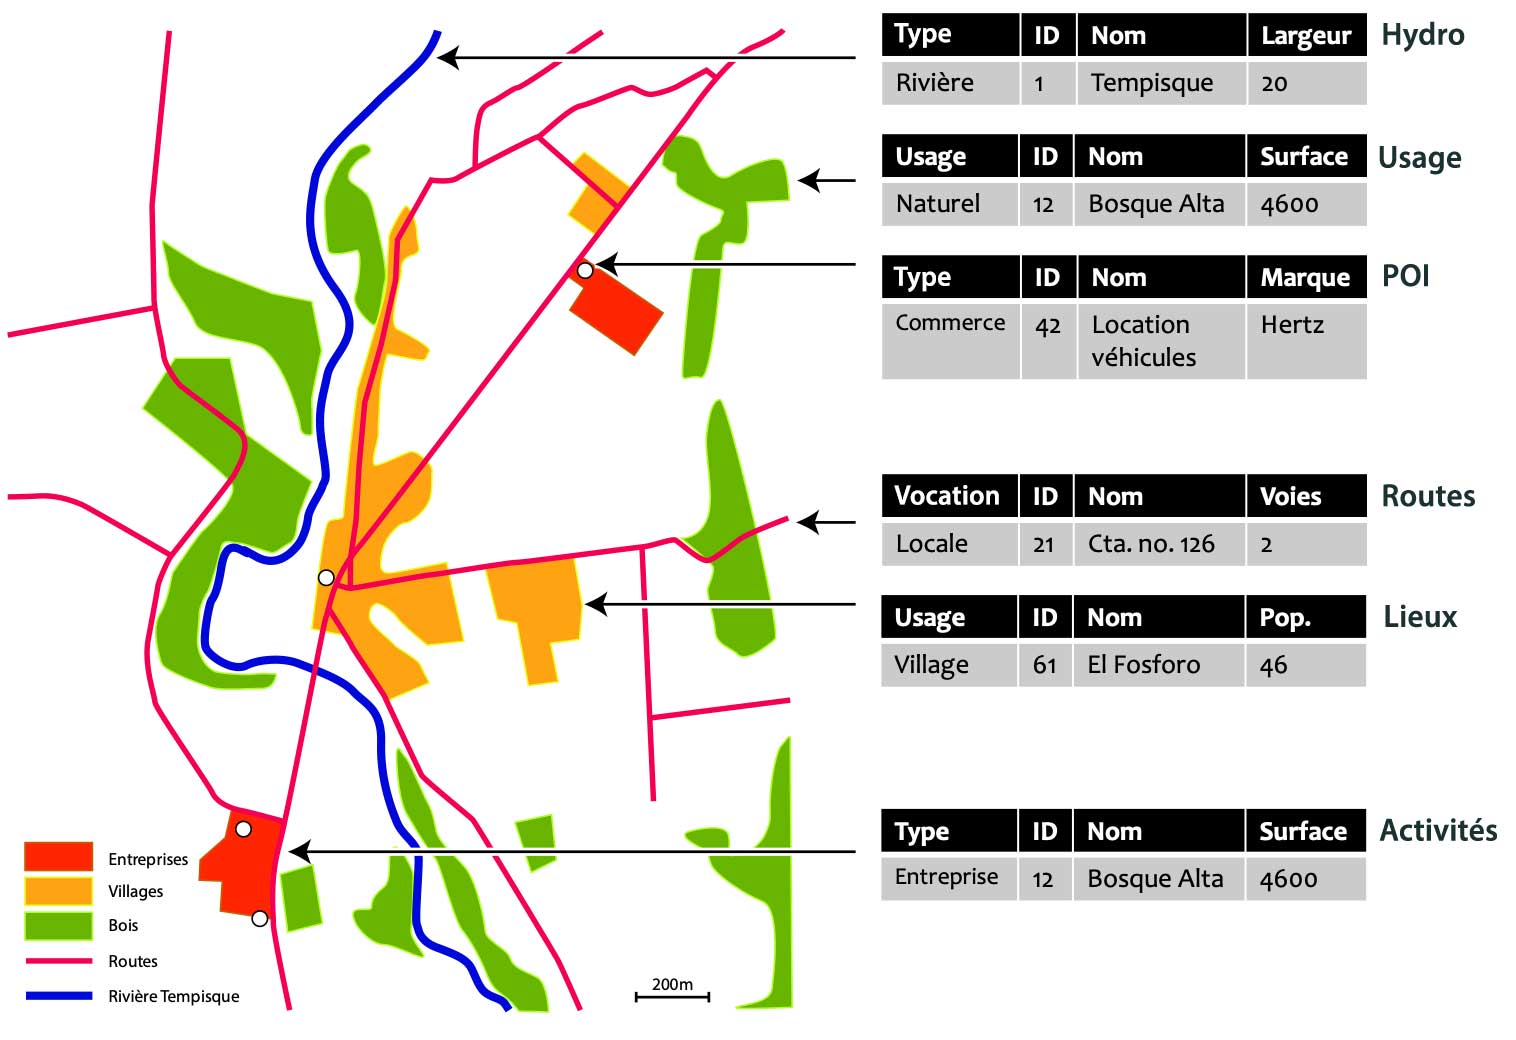 Type ID Nom Largeur Hydro
Rivière 1 Tempisque 20
Usage ID Nom Surface Usage
Naturel 12 Bosque Alta 4600
Type ID Nom Marque POI
Commerce 42 Location Hertz
véhicules
Vocation ID Nom Voies Routes
Locale 21 Cta. no. 126 2
Usage ID Nom Pop. Lieux
Village 61 El Fosforo 46
Type ID Nom Surface Activités
Entreprise 12 Bosque Alta 4600
Entreprises
Villages
Bois
Routes
Rivière Tempisque
200m